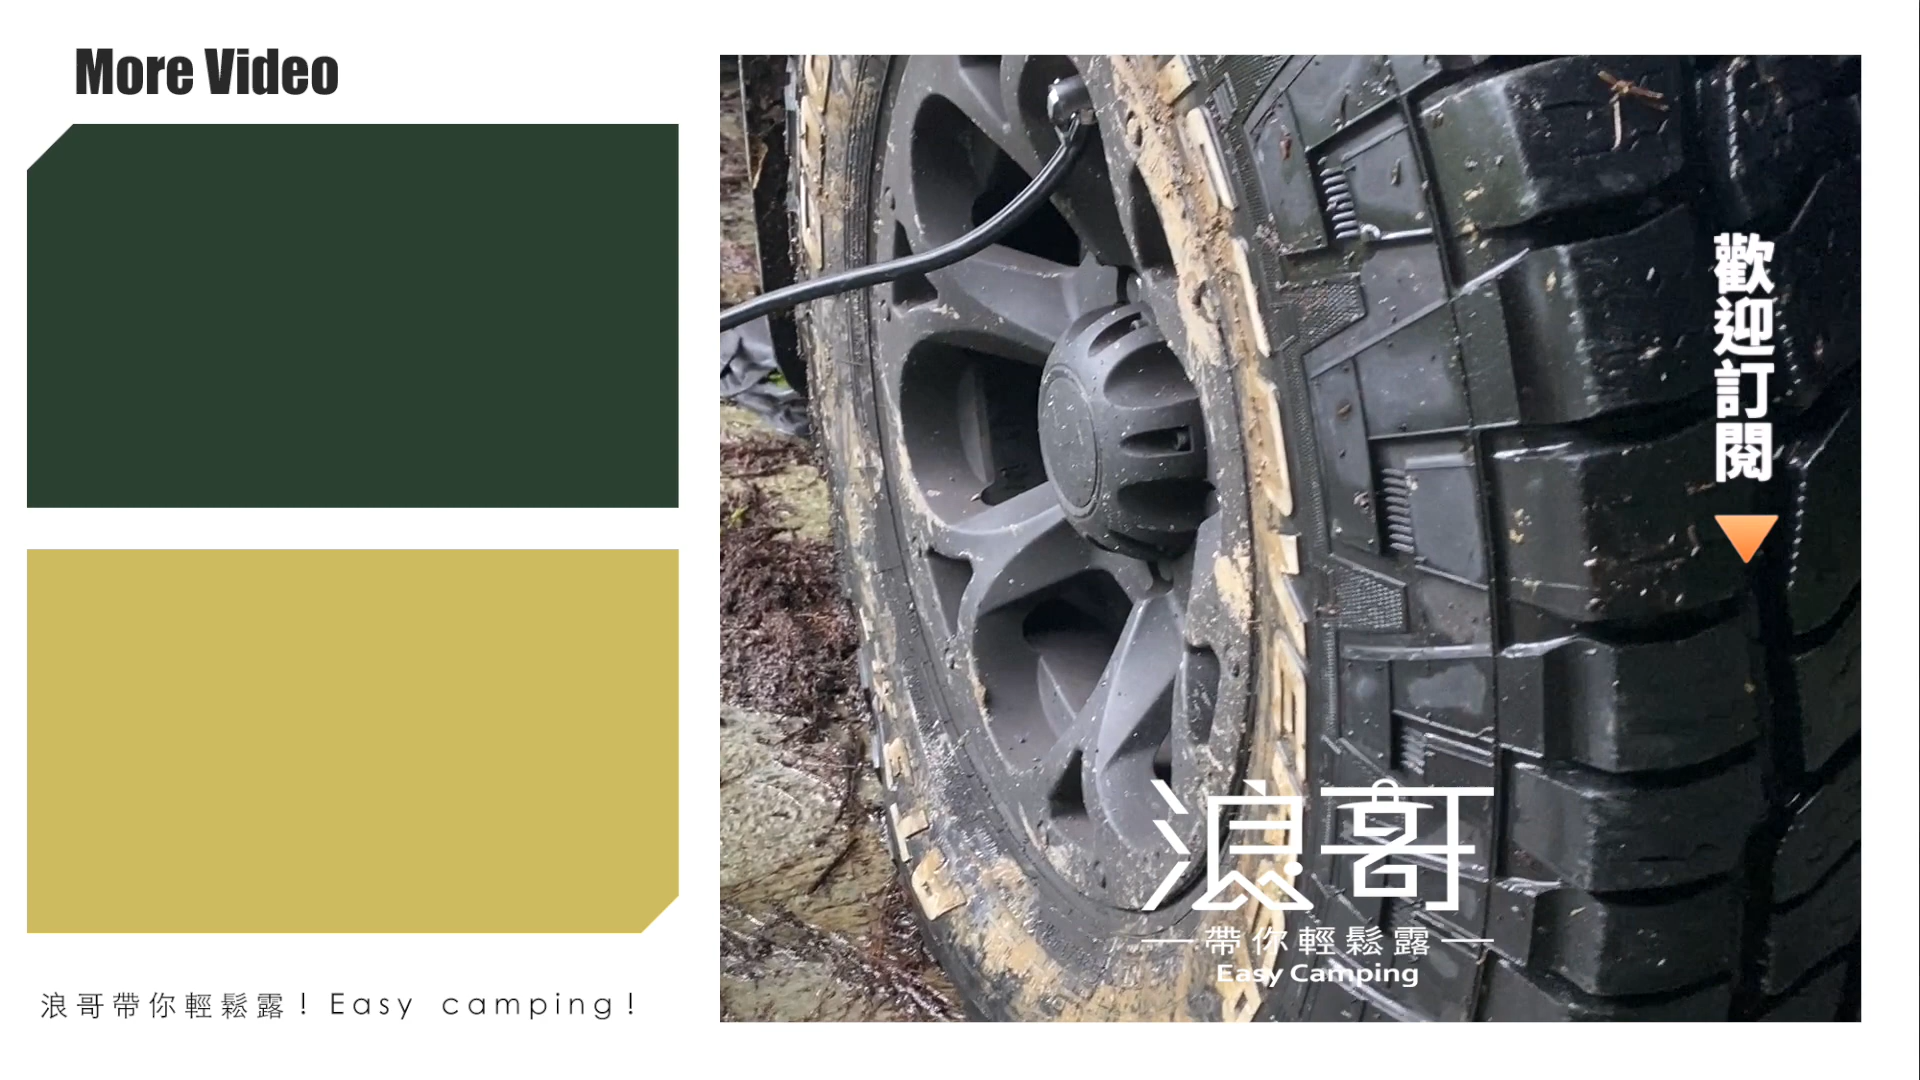 More Video
浪哥帶你輕鬆露！Easy camping！
歡迎訂閱
浪哥
帶你輕鬆露
Easy Camping